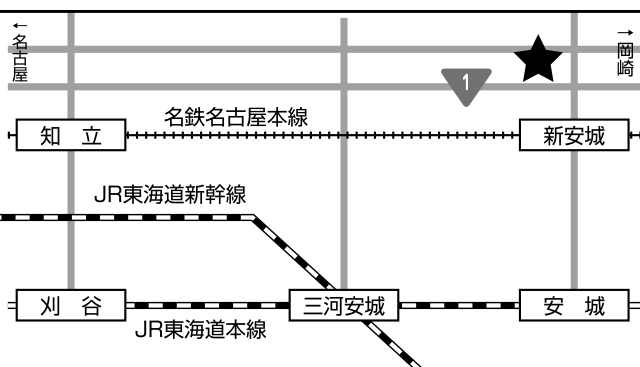 ←名古屋
→岡崎
1
名鉄名古屋本線
知 立
新安城
JR東海道新幹線
刈 谷
三河安城
安 城
JR東海道本線